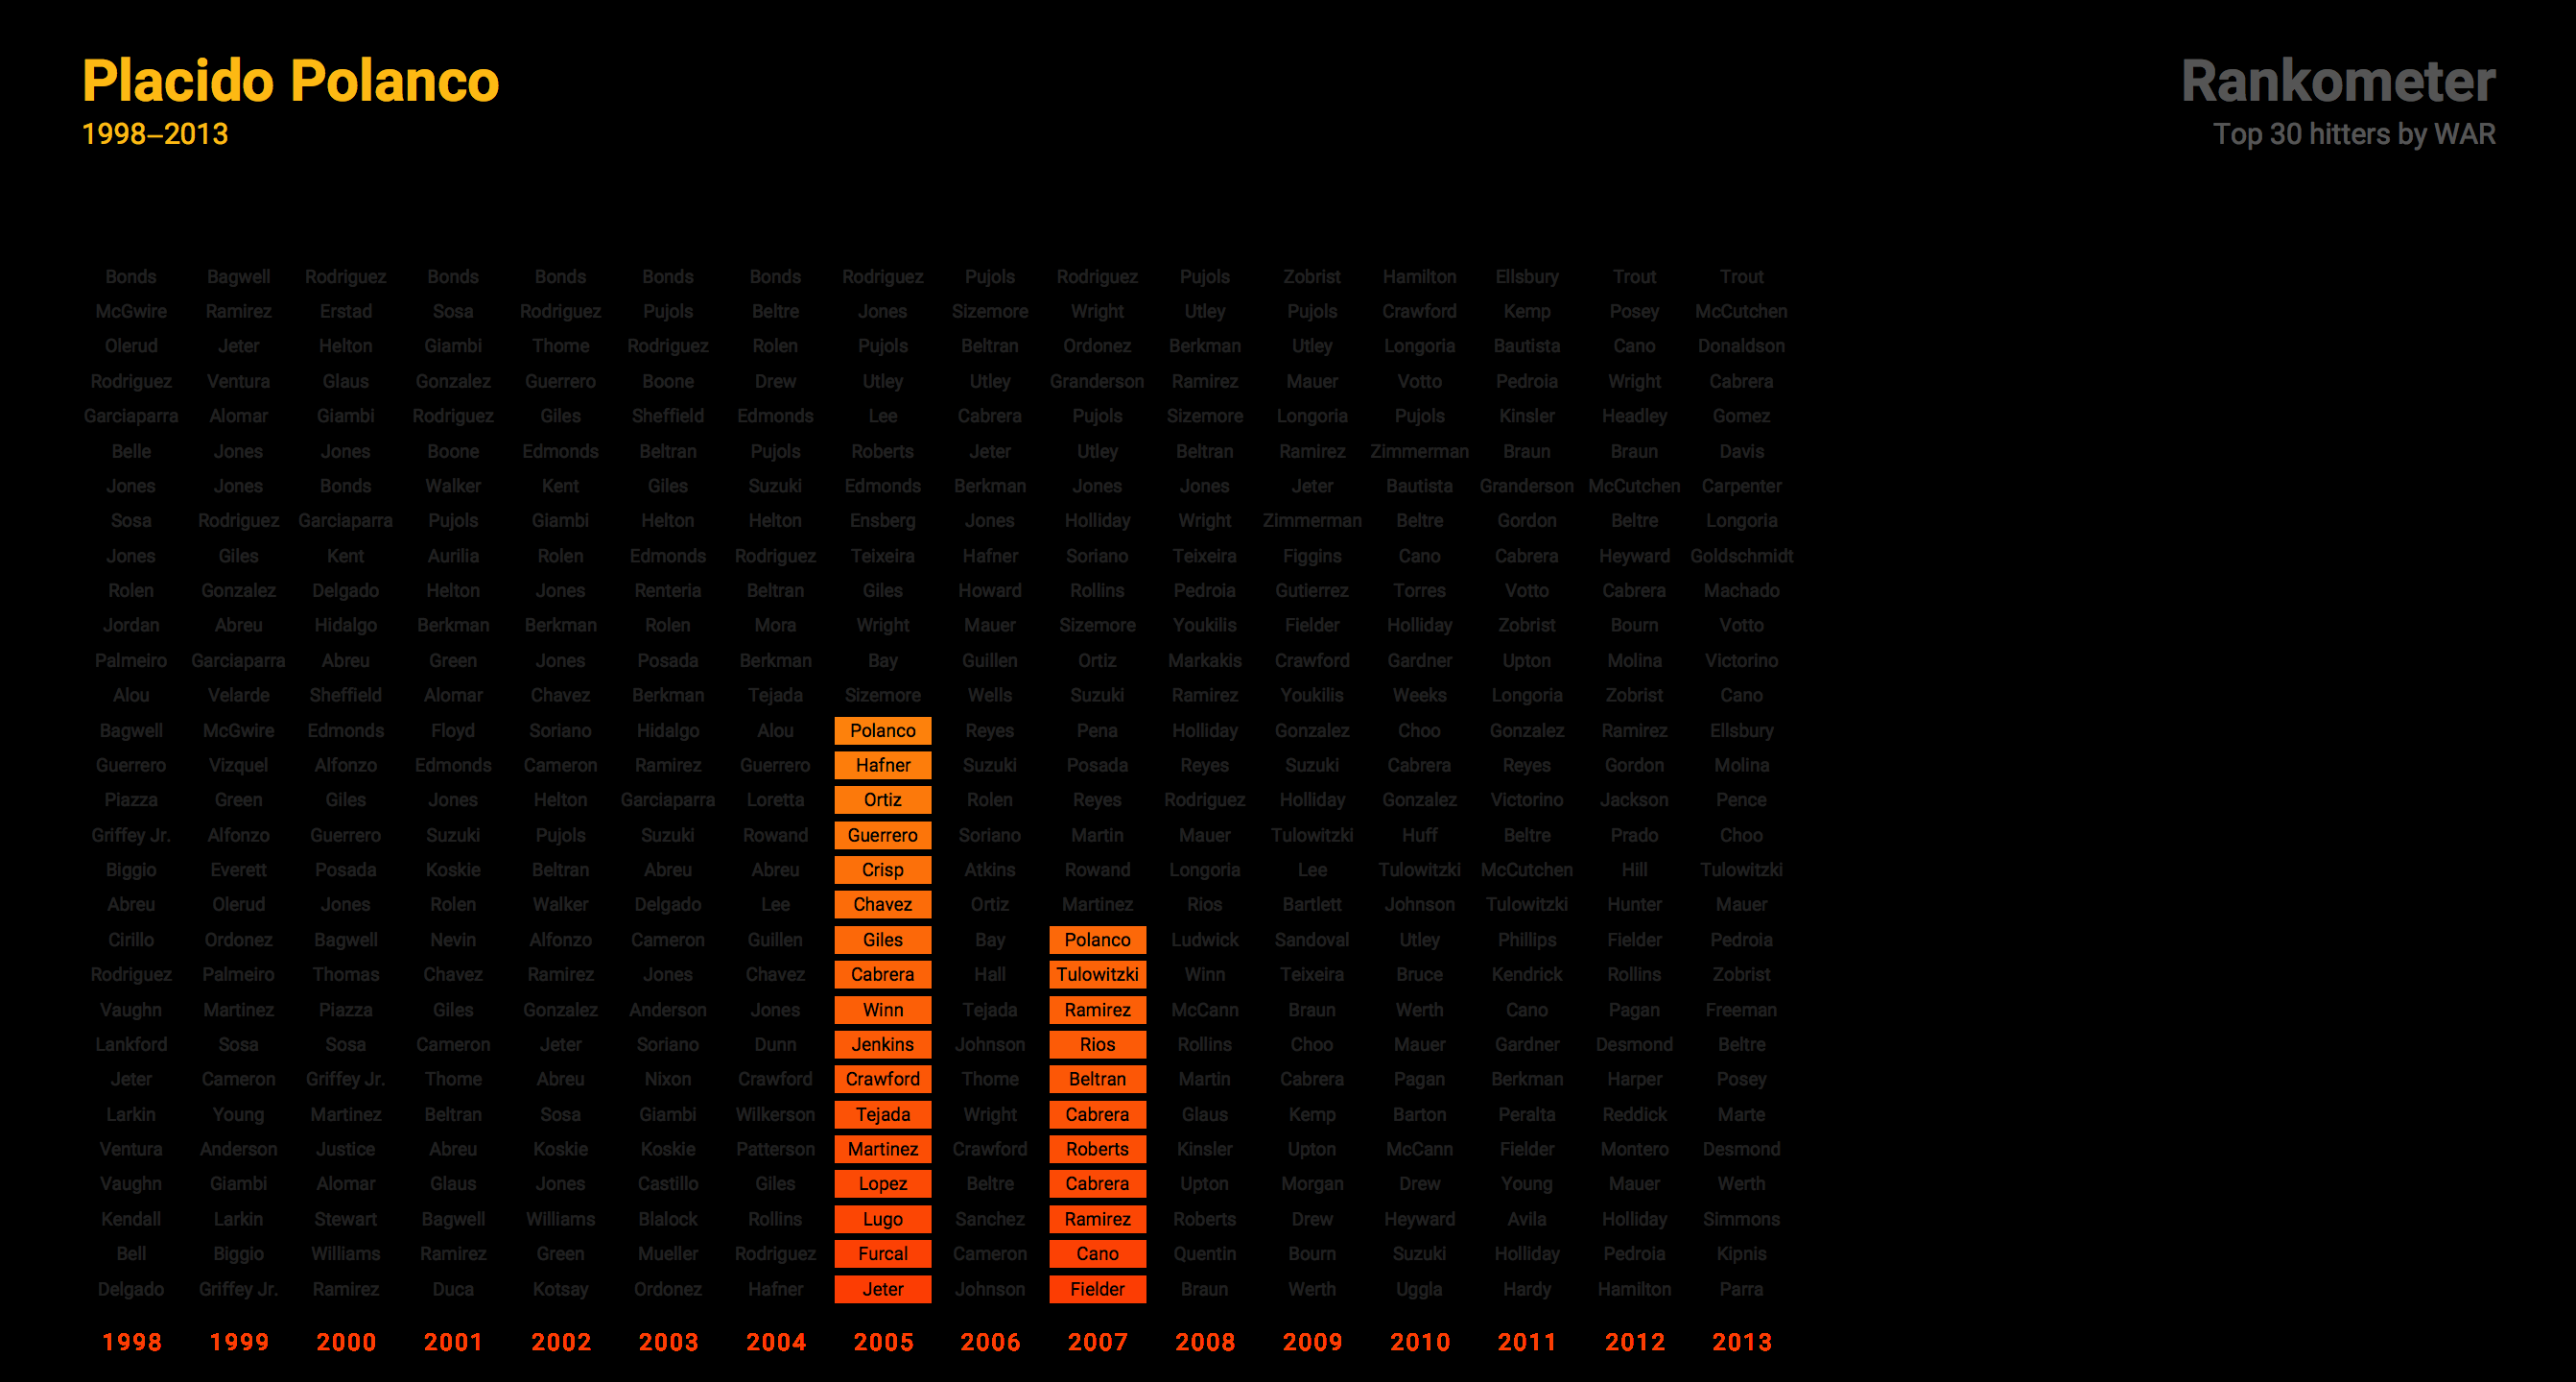 Placido Polanco
1998–2013
Rankometer
Top 30 hitters by WAR
Bonds Bagwell Rodriguez Bonds Bonds Bonds Bonds Rodriguez Pujols Rodriguez Pujols Zobrist Hamilton Ellsbury Trout Trout
McGwire Ramirez Erstad Sosa Rodriguez Pujols Beltre Jones Sizemore Wright Utley Pujols Crawford Kemp Posey McCutchen
Olerud Jeter Helton Giambi Thome Rodriguez Rolen Pujols Beltran Ordonez Berkman Utley Longoria Bautista Cano Donaldson
Rodriguez Ventura Glaus Gonzalez Guerrero Boone Drew Utley Utley Granderson Ramirez Mauer Votto Pedroia Wright Cabrera
Garciaparra Alomar Giambi Rodriguez Giles Sheffield Edmonds Lee Cabrera Pujols Sizemore Longoria Pujols Kinsler Headley Gomez
Belle Jones Jones Boone Edmonds Beltran Pujols Roberts Jeter Utley Beltran Ramirez Zimmerman Braun Braun Davis
Jones Jones Bonds Walker Kent Giles Suzuki Edmonds Berkman Jones Jones Jeter Bautista Granderson McCutchen Carpenter
Sosa Rodriguez Garciaparra Pujols Giambi Helton Helton Ensberg Jones Holliday Wright Zimmerman Beltre Gordon Beltre Longoria
Jones Giles Kent Aurilia Rolen Edmonds Rodriguez Teixeira Hafner Soriano Teixeira Figgins Cano Cabrera Heyward Goldschmidt
Rolen Gonzalez Delgado Helton Jones Renteria Beltran Giles Howard Rollins Pedroia Gutierrez Torres Votto Cabrera Machado
Jordan Abreu Hidalgo Berkman Berkman Rolen Mora Wright Mauer Sizemore Youkilis Fielder Holliday Zobrist Bourn Votto
Palmeiro Garciaparra Abreu Green Jones Posada Berkman Bay Guillen Ortiz Markakis Crawford Gardner Upton Molina Victorino
Alou Velarde Sheffield Alomar Chavez Berkman Tejada Sizemore Wells Suzuki Ramirez Youkilis Weeks Longoria Zobrist Cano
Bagwell McGwire Edmonds Floyd Soriano Hidalgo Alou Polanco Reyes Pena Holliday Gonzalez Choo Gonzalez Ramirez Ellsbury
Guerrero Vizquel Alfonzo Edmonds Cameron Ramirez Guerrero Hafner Suzuki Posada Reyes Suzuki Cabrera Reyes Gordon Molina
Piazza Green Giles Jones Helton Garciaparra Loretta Ortiz Rolen Reyes Rodriguez Holliday Gonzalez Victorino Jackson Pence
Griffey Jr. Alfonzo Guerrero Suzuki Pujols Suzuki Rowand Guerrero Soriano Martin Mauer Tulowitzki Huff Beltre Prado Choo
Biggio Everett Posada Koskie Beltran Abreu Abreu Crisp Atkins Rowand Longoria Lee Tulowitzki McCutchen Hill Tulowitzki
Abreu Olerud Jones Rolen Walker Delgado Lee Chavez Ortiz Martinez Rios Bartlett Johnson Tulowitzki Hunter Mauer
Cirillo Ordonez Bagwell Nevin Alfonzo Cameron Guillen Giles Bay Polanco Ludwick Sandoval Utley Phillips Fielder Pedroia
Rodriguez Palmeiro Thomas Chavez Ramirez Jones Chavez Cabrera Hall Tulowitzki Winn Teixeira Bruce Kendrick Rollins Zobrist
Vaughn Martinez Piazza Giles Gonzalez Anderson Jones Winn Tejada Ramirez McCann Braun Werth Cano Pagan Freeman
Lankford Sosa Sosa Cameron Jeter Soriano Dunn Jenkins Johnson Rios Rollins Choo Mauer Gardner Desmond Beltre
Jeter Cameron Griffey Jr. Thome Abreu Nixon Crawford Crawford Thome Beltran Martin Cabrera Pagan Berkman Harper Posey
Larkin Young Martinez Beltran Sosa Giambi Wilkerson Tejada Wright Cabrera Glaus Kemp Barton Peralta Reddick Marte
Ventura Anderson Justice Abreu Koskie Koskie Patterson Martinez Crawford Roberts Kinsler Upton McCann Fielder Montero Desmond
Vaughn Giambi Alomar Glaus Jones Castillo Giles Lopez Beltre Cabrera Upton Morgan Drew Young Mauer Werth
Kendall Larkin Stewart Bagwell Williams Blalock Rollins Lugo Sanchez Ramirez Roberts Drew Heyward Avila Holliday Simmons
Bell Biggio Williams Ramirez Green Mueller Rodriguez Furcal Cameron Cano Quentin Bourn Suzuki Holliday Pedroia Kipnis
Delgado Griffey Jr. Ramirez Duca Kotsay Ordonez Hafner Jeter Johnson Fielder Braun Werth Uggla Hardy Hamilton Parra
1998 1999 2000 2001 2002 2003 2004 2005 2006 2007 2008 2009 2010 2011 2012 2013